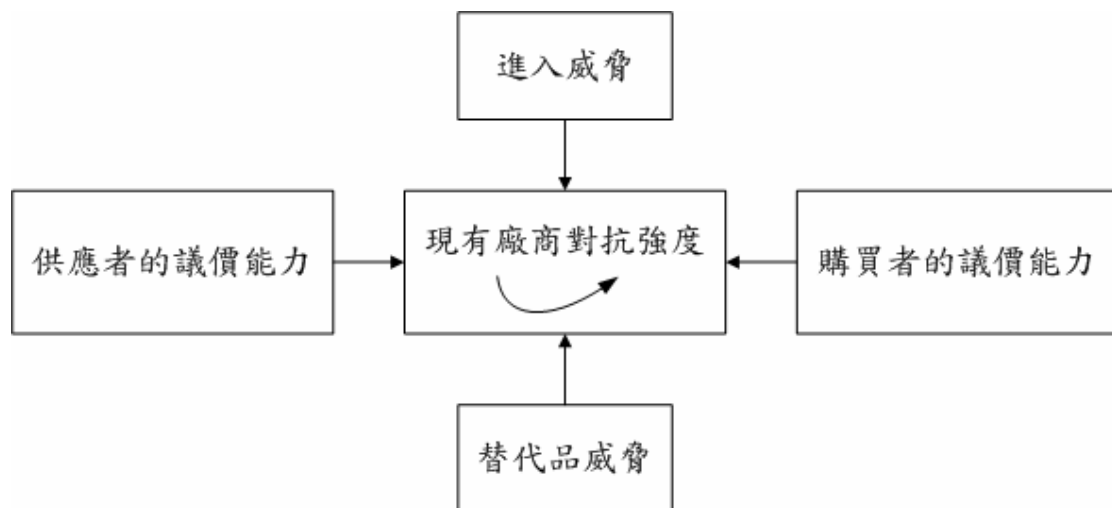 進入威脅
供應者的議價能力
現有廠商對抗強度
購買者的議價能力
替代品威脅